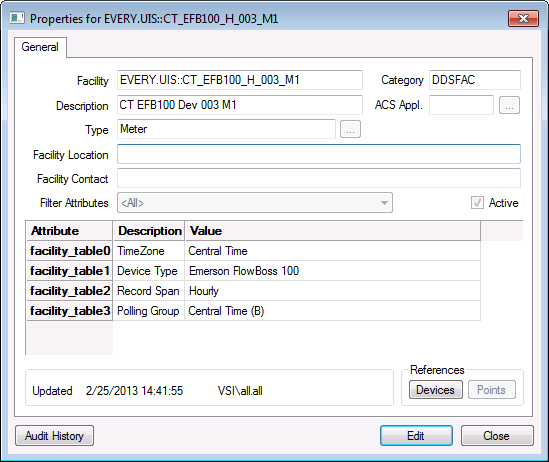 Properties for EVERY.UIS::CT_EFB100_H_003_M1
General
Facility EVERY.UIS::CT_EFB100_H_003_M1 Category DDSFAC
Description CT EFB100 Dev 003 M1 ACS Appl. ...
Type Meter ...
Facility Location
Facility Contact
Filter Attributes <All> Active
Attribute Description Value
facility_table0 TimeZone Central Time
facility_table1 Device Type Emerson FlowBoss 100
facility_table2 Record Span Hourly
facility_table3 Polling Group Central Time (B)
References
Updated 2/25/2013 14:41:55 VSI\all.all Devices Points
Audit History Edit Close